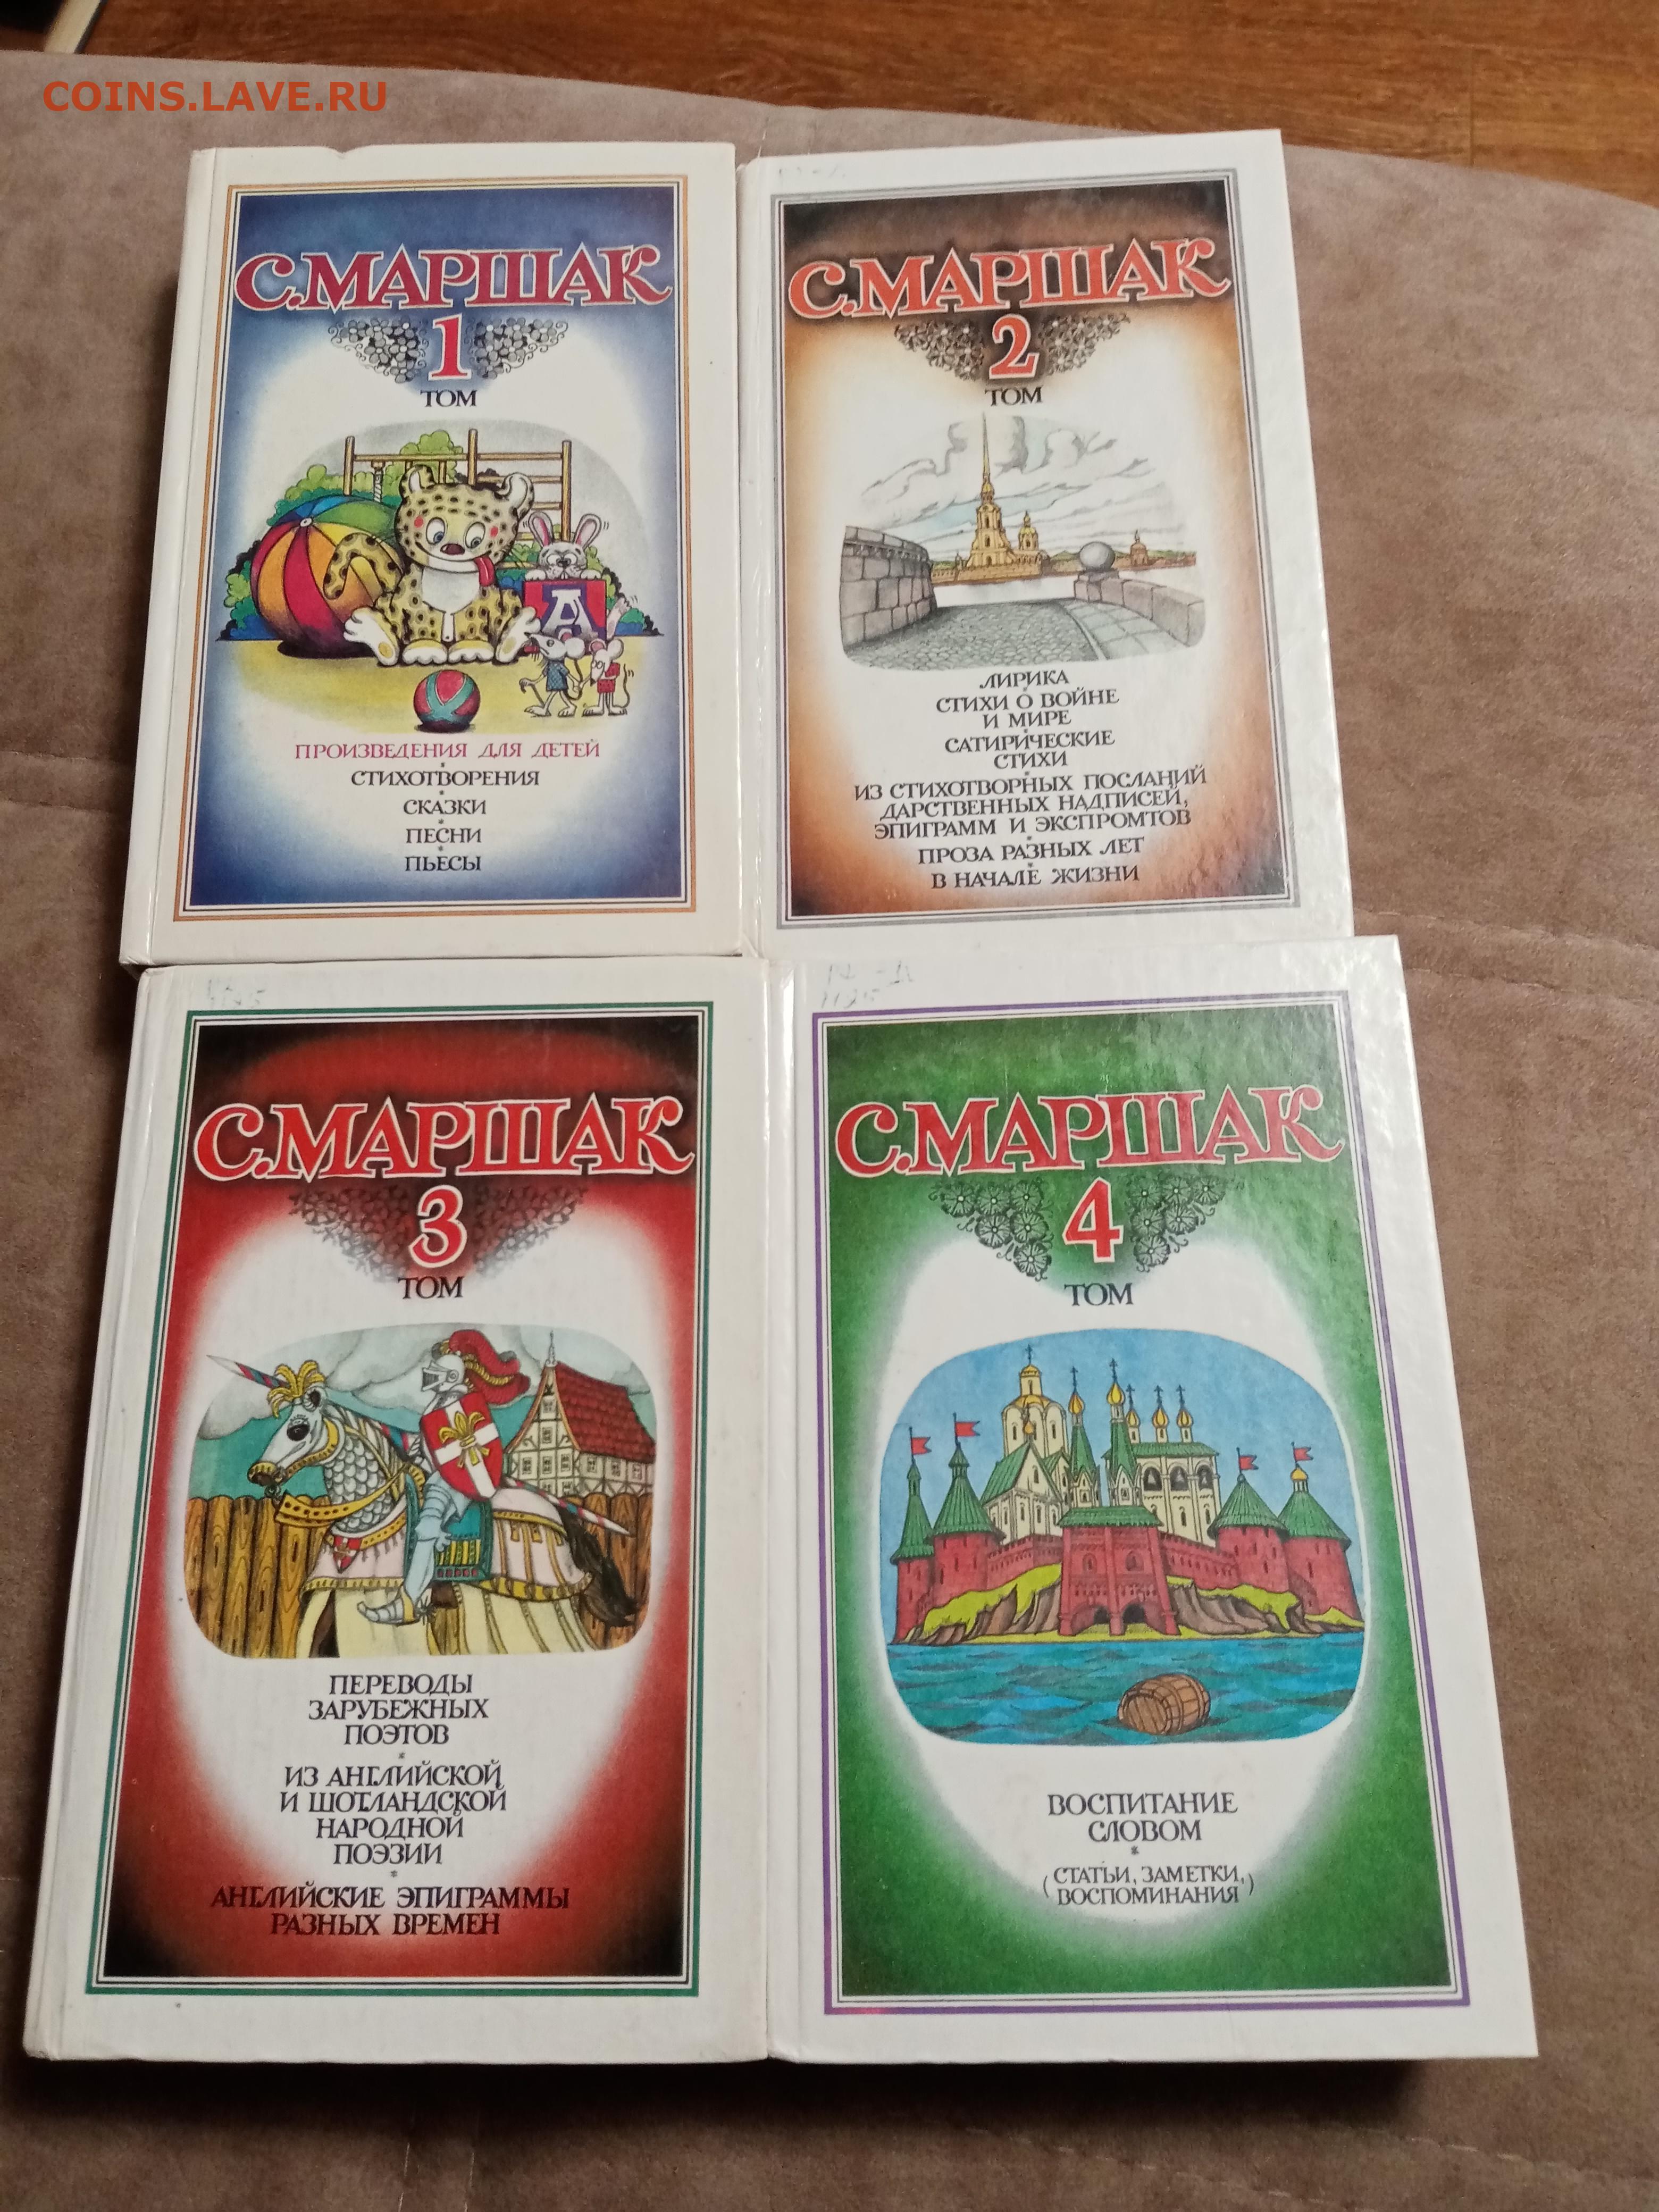 COINS.LAVE.RU
С.МАРШАК
1
ТОМ
А
ПРОИЗВЕДЕНИЯ ДЛЯ ДЕТЕЙ
*
СТИХОТВОРЕНИЯ
*
СКАЗКИ
*
ПЕСНИ
*
ПЬЕСЫ
С.МАРШАК
2
ТОМ
ЛИРИКА
*
СТИХИ О ВОЙНЕ
И МИРЕ
*
САТИРИЧЕСКИЕ
СТИХИ
*
ИЗ СТИХОТВОРНЫХ ПОСЛАНИЙ
ДАРСТВЕННЫХ НАДПИСЕЙ,
ЭПИГРАММ И ЭКСПРОМТОВ
*
ПРОЗА РАЗНЫХ ЛЕТ
*
В НАЧАЛЕ ЖИЗНИ
С.МАРШАК
3
ТОМ
ПЕРЕВОДЫ
ЗАРУБЕЖНЫХ
ПОЭТОВ
*
ИЗ АНГЛИЙСКОЙ
И ШОТЛАНДСКОЙ
НАРОДНОЙ
ПОЭЗИИ
*
АНГЛИЙСКИЕ ЭПИГРАММЫ
РАЗНЫХ ВРЕМЕН
С.МАРШАК
4
ТОМ
ВОСПИТАНИЕ
СЛОВОМ
*
(СТАТЬИ, ЗАМЕТКИ,
ВОСПОМИНАНИЯ)